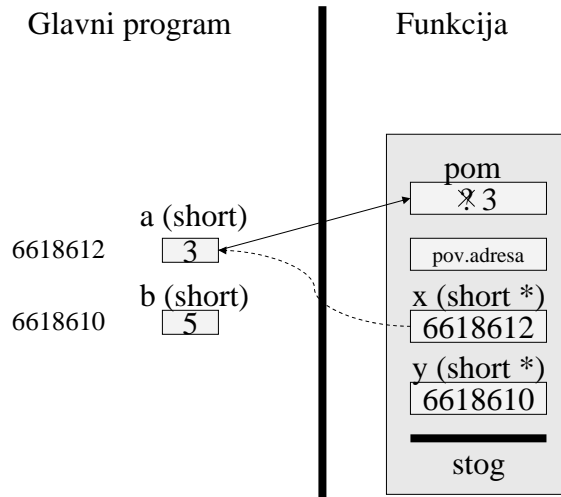 Glavni program
Funkcija
pom
? 3
a (short)
6618612
3
pov.adresa
b (short)
x (short *)
6618610
5
6618612
y (short *)
6618610
stog